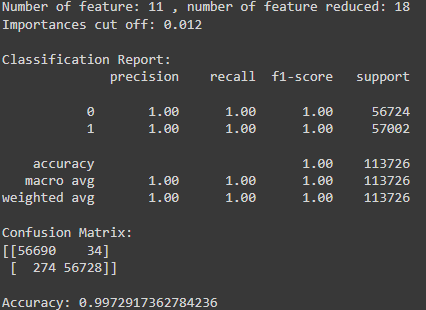 Number of feature: 11 , number of feature reduced: 18
Importances cut off: 0.012
Classification Report:
precision recall f1-score support
0 1.00 1.00 1.00 56724
1 1.00 1.00 1.00 57002
accuracy 1.00 113726
macro avg 1.00 1.00 1.00 113726
weighted avg 1.00 1.00 1.00 113726
Confusion Matrix:
[[56690 34]
[ 274 56728]]
Accuracy: 0.9972917362784236